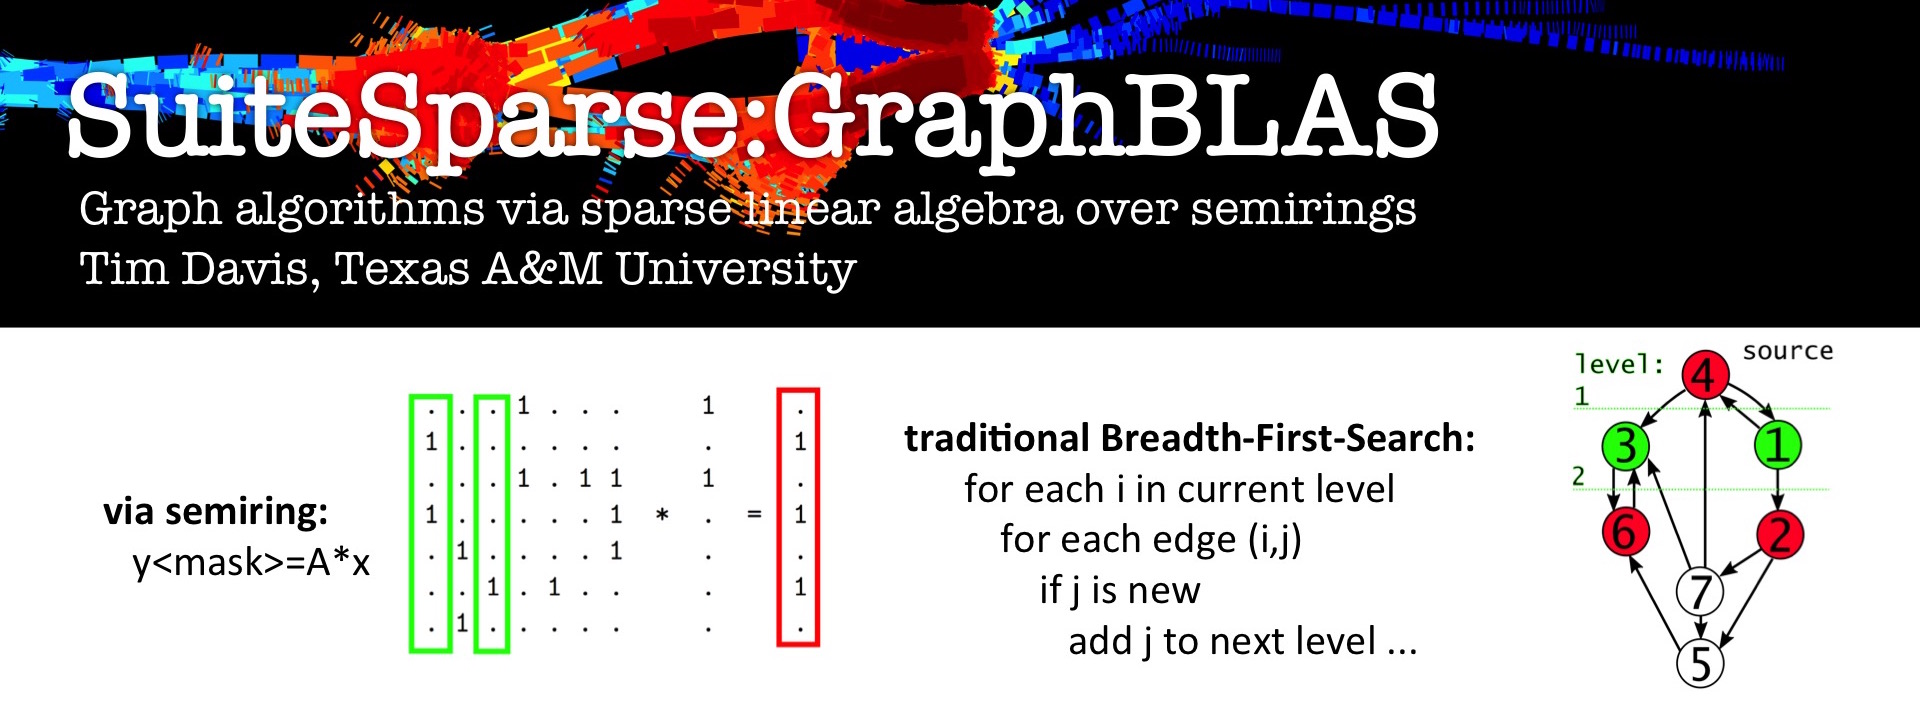 SuiteSparse:GraphBLAS
Graph algorithms via sparse linear algebra over semirings
Tim Davis, Texas A&M University
via semiring:
y<mask>=A*x
. . . 1 . . . 1 .
1 . . . . . . . 1
. . . 1 . 1 1 1 .
1 . . . . . 1 * . = 1
. 1 . . . . 1 . .
. . 1 . 1 . . . 1
. 1 . . . . . . .
traditional Breadth-First-Search:
for each i in current level
for each edge (i,j)
if j is new
add j to next level ...
source
level:
4
1
3
1
2
6
2
7
5